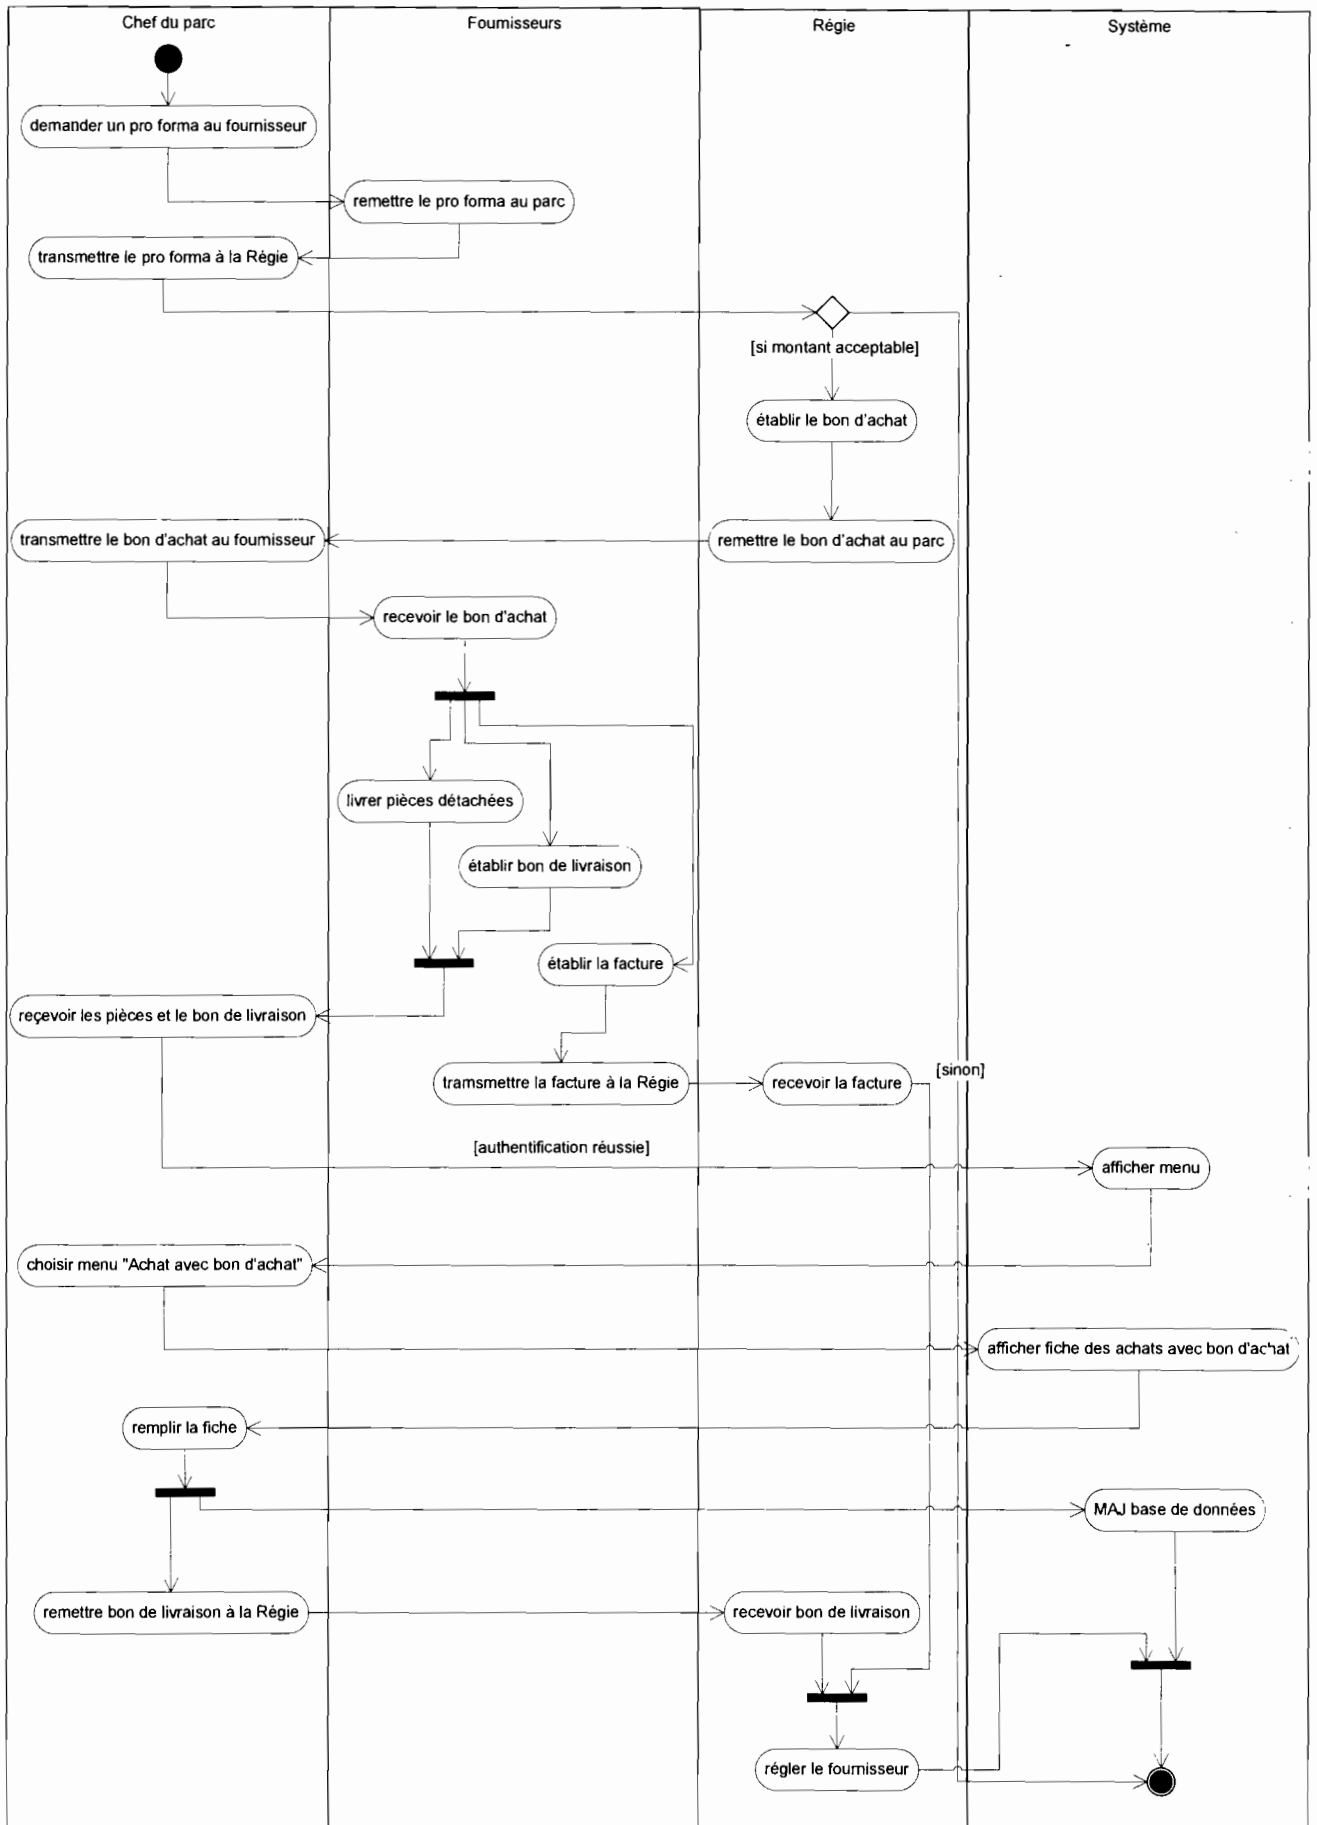 Chef du parc
Fournisseurs
Régie
Système
demander un pro forma au fournisseur
remettre le pro forma au parc
transmettre le pro forma à la Régie
[si montant acceptable]
établir le bon d'achat
transmettre le bon d'achat au fournisseur
remettre le bon d'achat au parc
recevoir le bon d'achat
livrer pièces détachées
établir bon de livraison
établir la facture
reçevoir les pièces et le bon de livraison
[sinon]
tramsmettre la facture à la Régie
recevoir la facture
[authentification réussie]
afficher menu
choisir menu "Achat avec bon d'achat"
afficher fiche des achats avec bon d'achat
remplir la fiche
MAJ base de données
remettre bon de livraison à la Régie
recevoir bon de livraison
régler le fournisseur